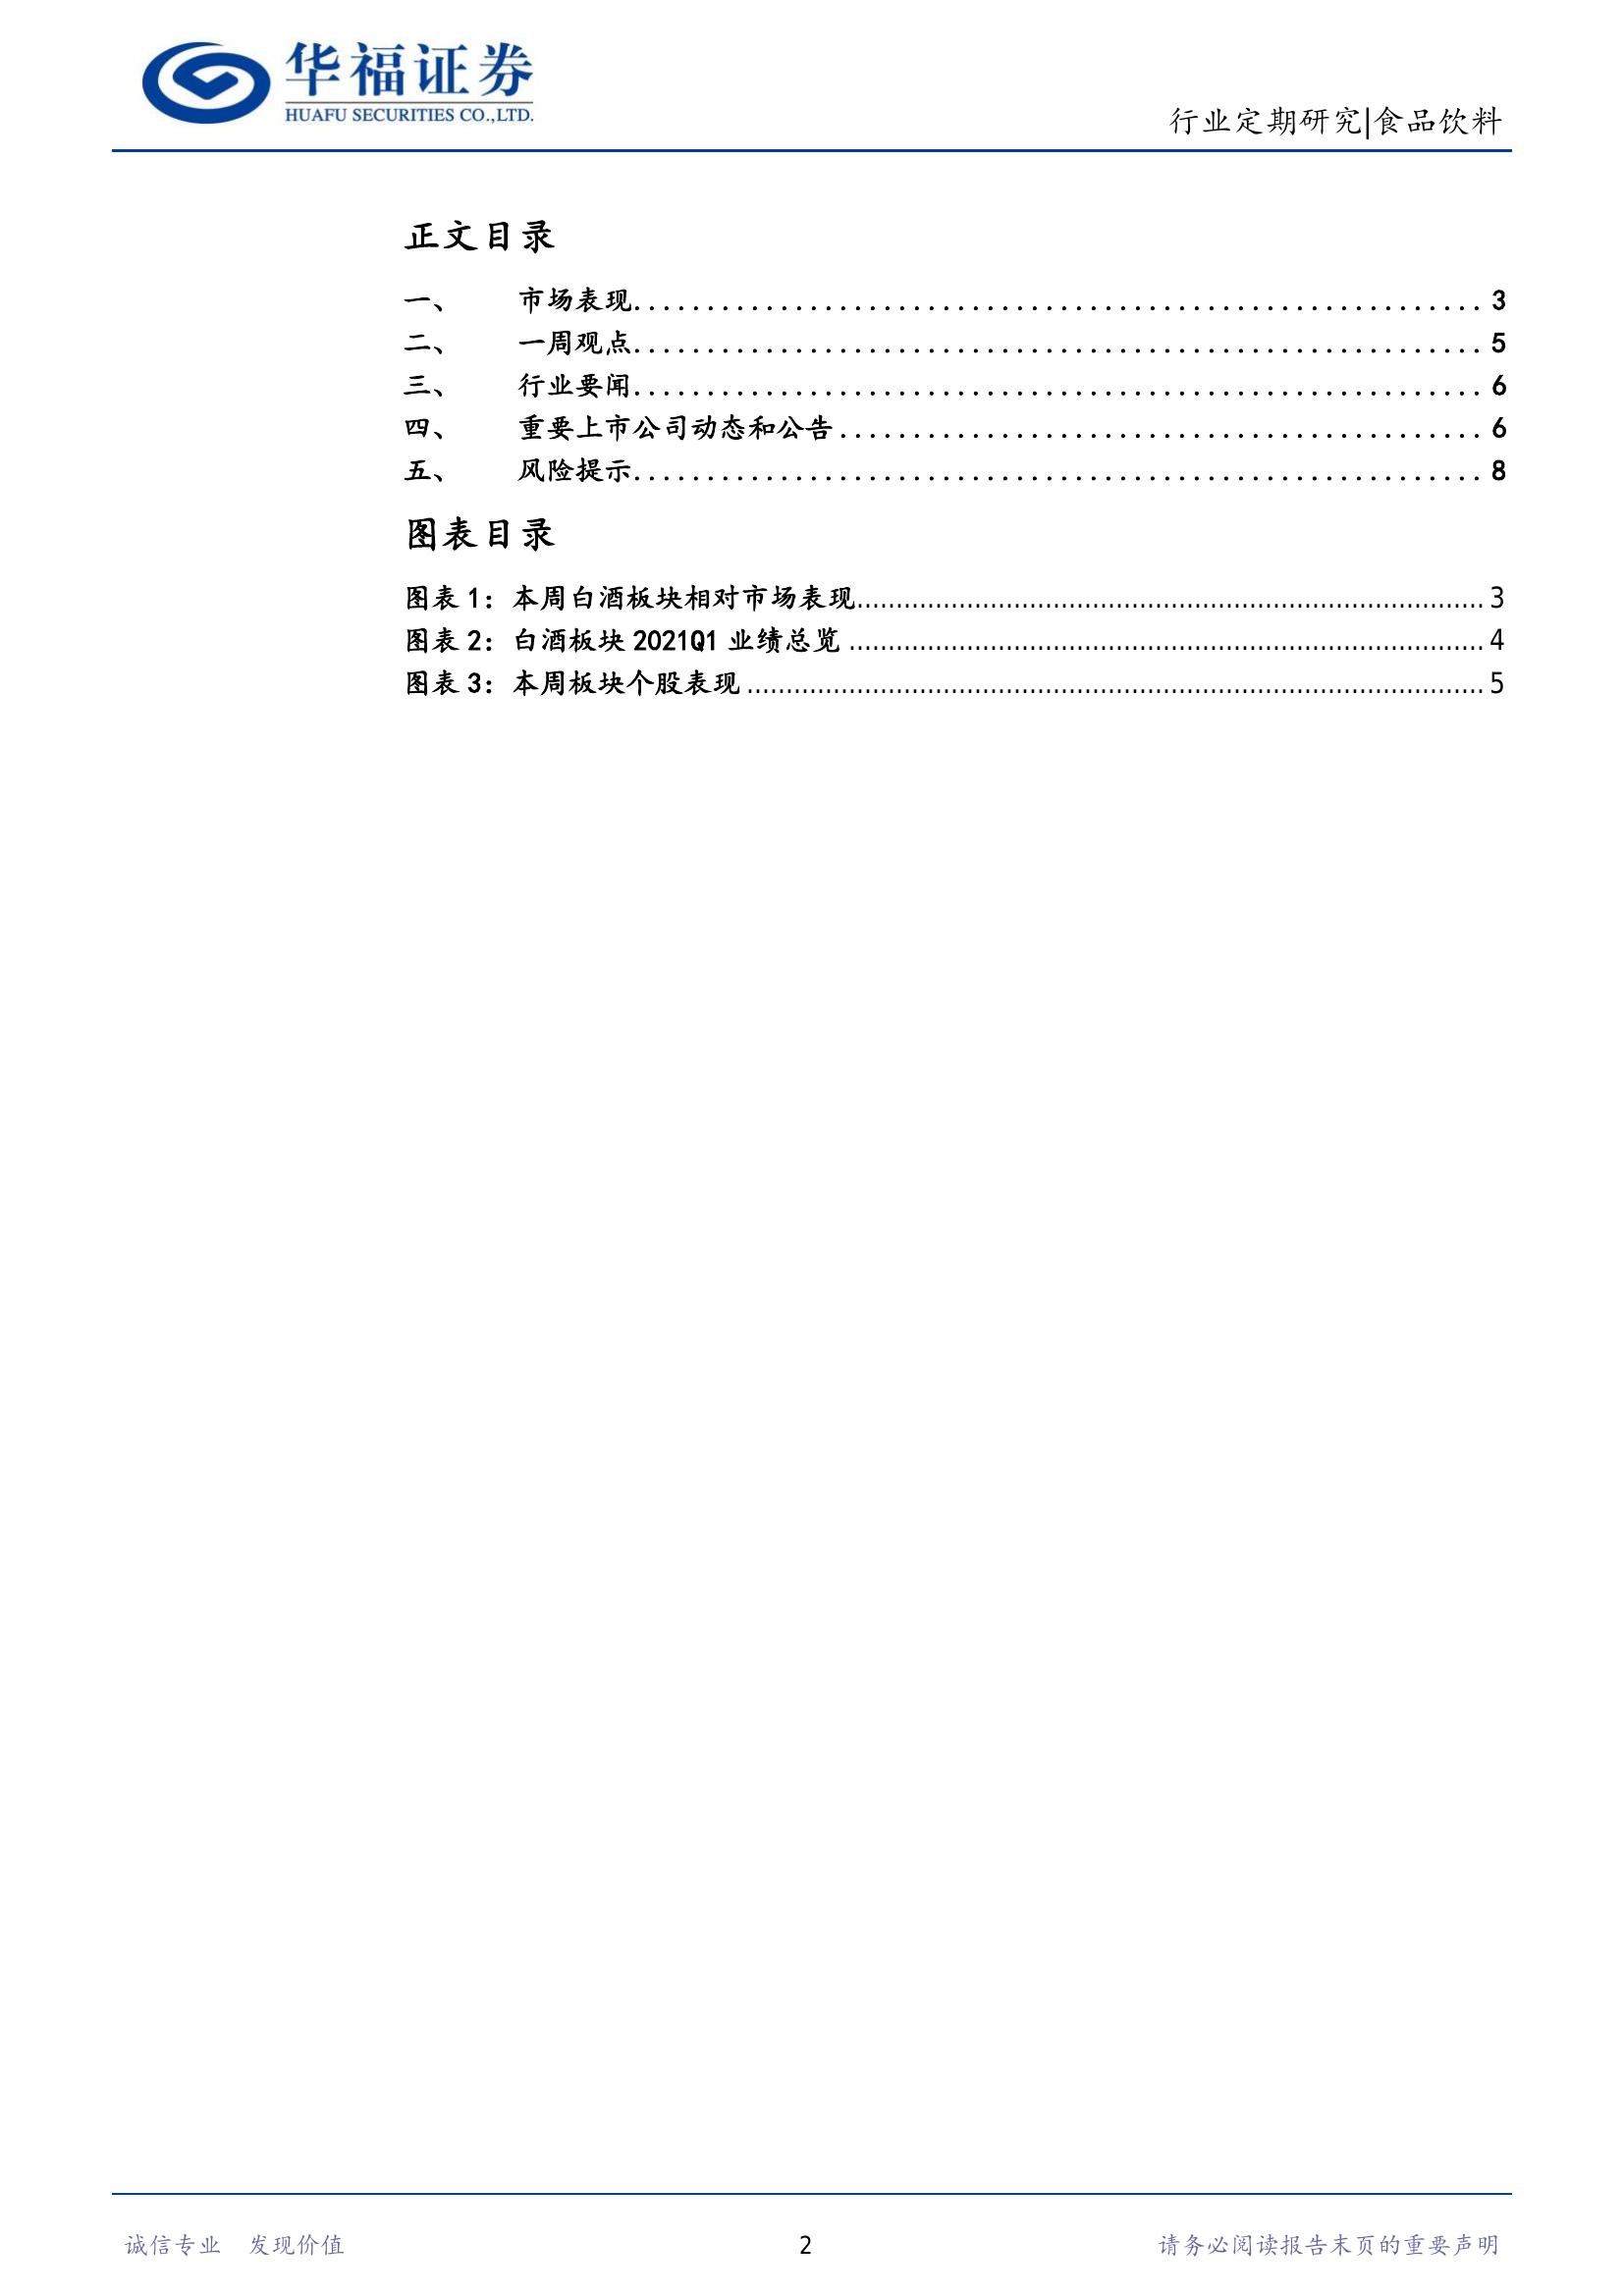 华福证券
HUAFU SECURITIES CO.,LTD.
行业定期研究|食品饮料
正文目录
一、 市场表现........................................................ 3
二、 一周观点........................................................ 5
三、 行业要闻........................................................ 6
四、 重要上市公司动态和公告.......................................... 6
五、 风险提示........................................................ 8
图表目录
图表 1：本周白酒板块相对市场表现........................................................ 3
图表 2：白酒板块 2021Q1 业绩总览........................................................ 4
图表 3：本周板块个股表现........................................................ 5
诚信专业 发现价值 2 请务必阅读报告末页的重要声明